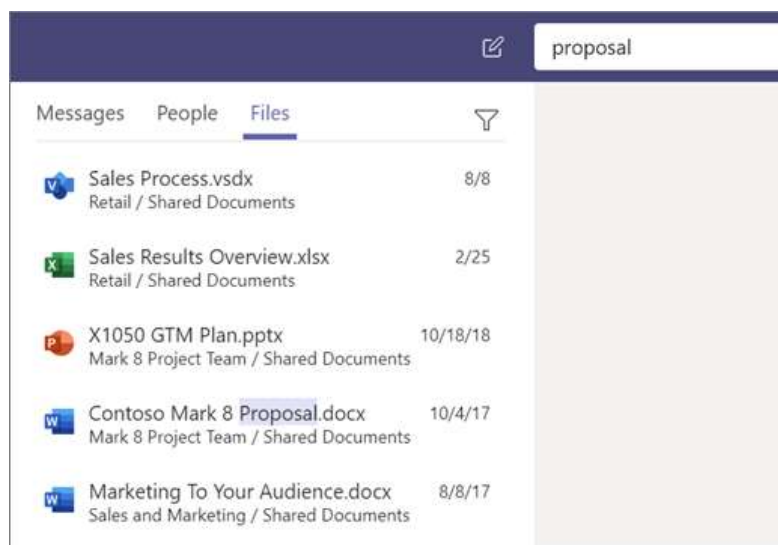 proposal
Messages People Files
Sales Process.vsdx 8/8
Retail / Shared Documents
Sales Results Overview.xlsx 2/25
Retail / Shared Documents
X1050 GTM Plan.pptx 10/18/18
Mark 8 Project Team / Shared Documents
Contoso Mark 8 Proposal.docx 10/4/17
Mark 8 Project Team / Shared Documents
Marketing To Your Audience.docx 8/8/17
Sales and Marketing / Shared Documents